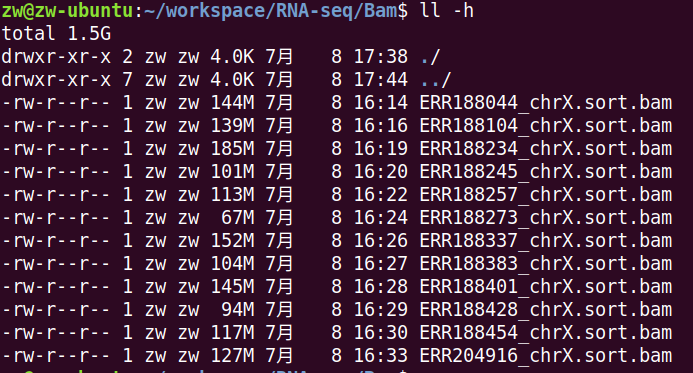 zw@zw-ubuntu:~/workspace/RNA-seq/Bam$ ll -h
total 1.5G
drwxr-xr-x 2 zw zw 4.0K 7月   8 17:38 ./
drwxr-xr-x 7 zw zw 4.0K 7月   8 17:44 ../
-rw-r--r-- 1 zw zw 144M 7月   8 16:14 ERR188044_chrX.sort.bam
-rw-r--r-- 1 zw zw 139M 7月   8 16:16 ERR188104_chrX.sort.bam
-rw-r--r-- 1 zw zw 185M 7月   8 16:19 ERR188234_chrX.sort.bam
-rw-r--r-- 1 zw zw 101M 7月   8 16:20 ERR188245_chrX.sort.bam
-rw-r--r-- 1 zw zw 113M 7月   8 16:22 ERR188257_chrX.sort.bam
-rw-r--r-- 1 zw zw  67M 7月   8 16:24 ERR188273_chrX.sort.bam
-rw-r--r-- 1 zw zw 152M 7月   8 16:26 ERR188337_chrX.sort.bam
-rw-r--r-- 1 zw zw 104M 7月   8 16:27 ERR188383_chrX.sort.bam
-rw-r--r-- 1 zw zw 145M 7月   8 16:28 ERR188401_chrX.sort.bam
-rw-r--r-- 1 zw zw  94M 7月   8 16:29 ERR188428_chrX.sort.bam
-rw-r--r-- 1 zw zw 117M 7月   8 16:30 ERR188454_chrX.sort.bam
-rw-r--r-- 1 zw zw 127M 7月   8 16:33 ERR204916_chrX.sort.bam